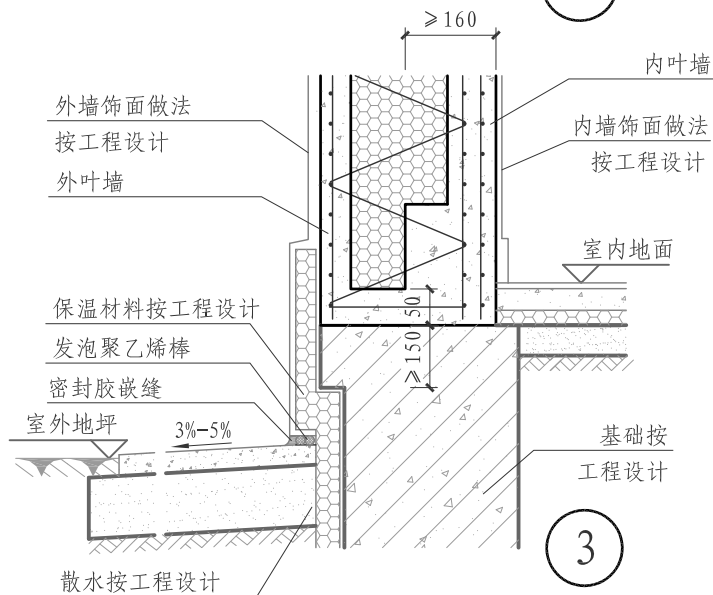 ≥160
内叶墙
外墙饰面做法
按工程设计
内墙饰面做法
按工程设计
外叶墙
室内地面
保温材料按工程设计
50
≥150
发泡聚乙烯棒
密封胶嵌缝
室外地坪
3%-5%
基础按
工程设计
3
散水按工程设计